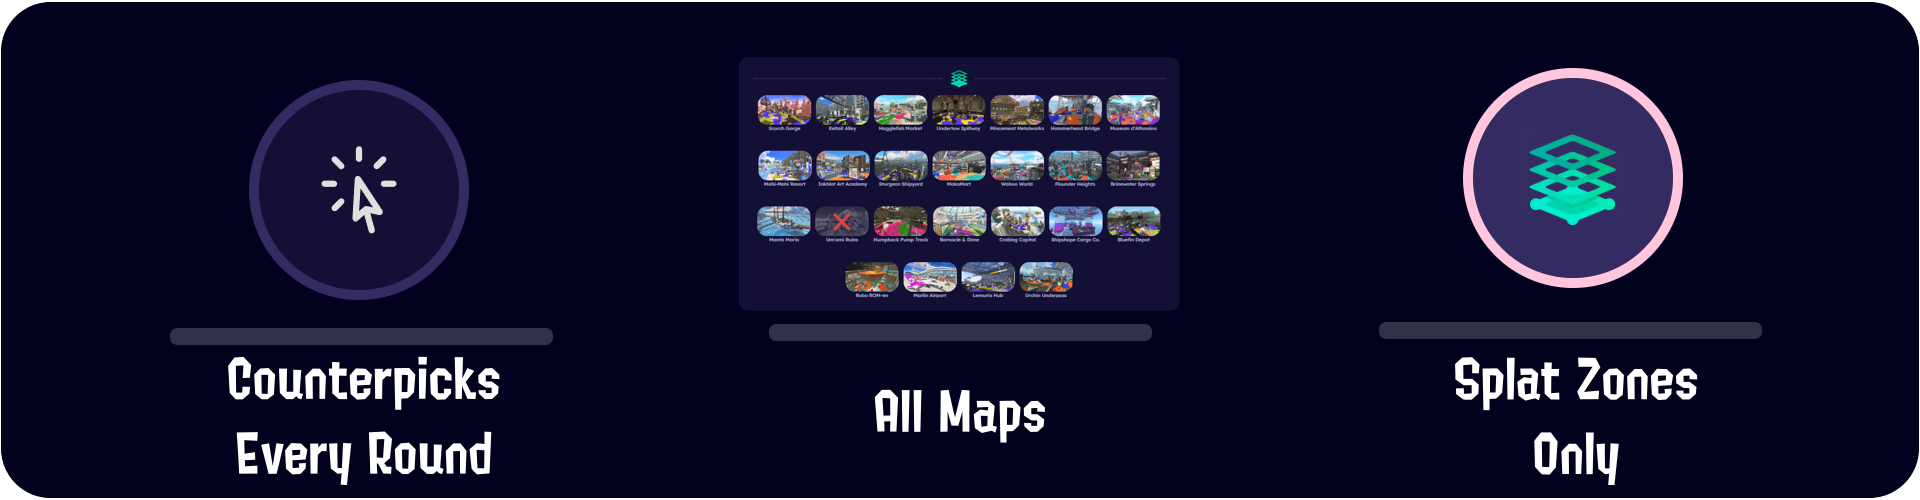 Scorch Gorge
Eeltail Alley
Hagglefish Market
Undertow Spillway
Mincemeat Metalworks
Hammerhead Bridge
Museum d'Alfonsino
Mahi-Mahi Resort
Inkblot Art Academy
Sturgeon Shipyard
MakoMart
Wahoo World
Flounder Heights
Brinewater Springs
Manta Maria
Um'ami Ruins
Humpback Pump Track
Barnacle & Dime
Crableg Capital
Shipshape Cargo Co.
Bluefin Depot
Robo ROM-en
Marlin Airport
Lemuria Hub
Urchin Underpass
Counterpicks
Every Round
All Maps
Splat Zones
Only